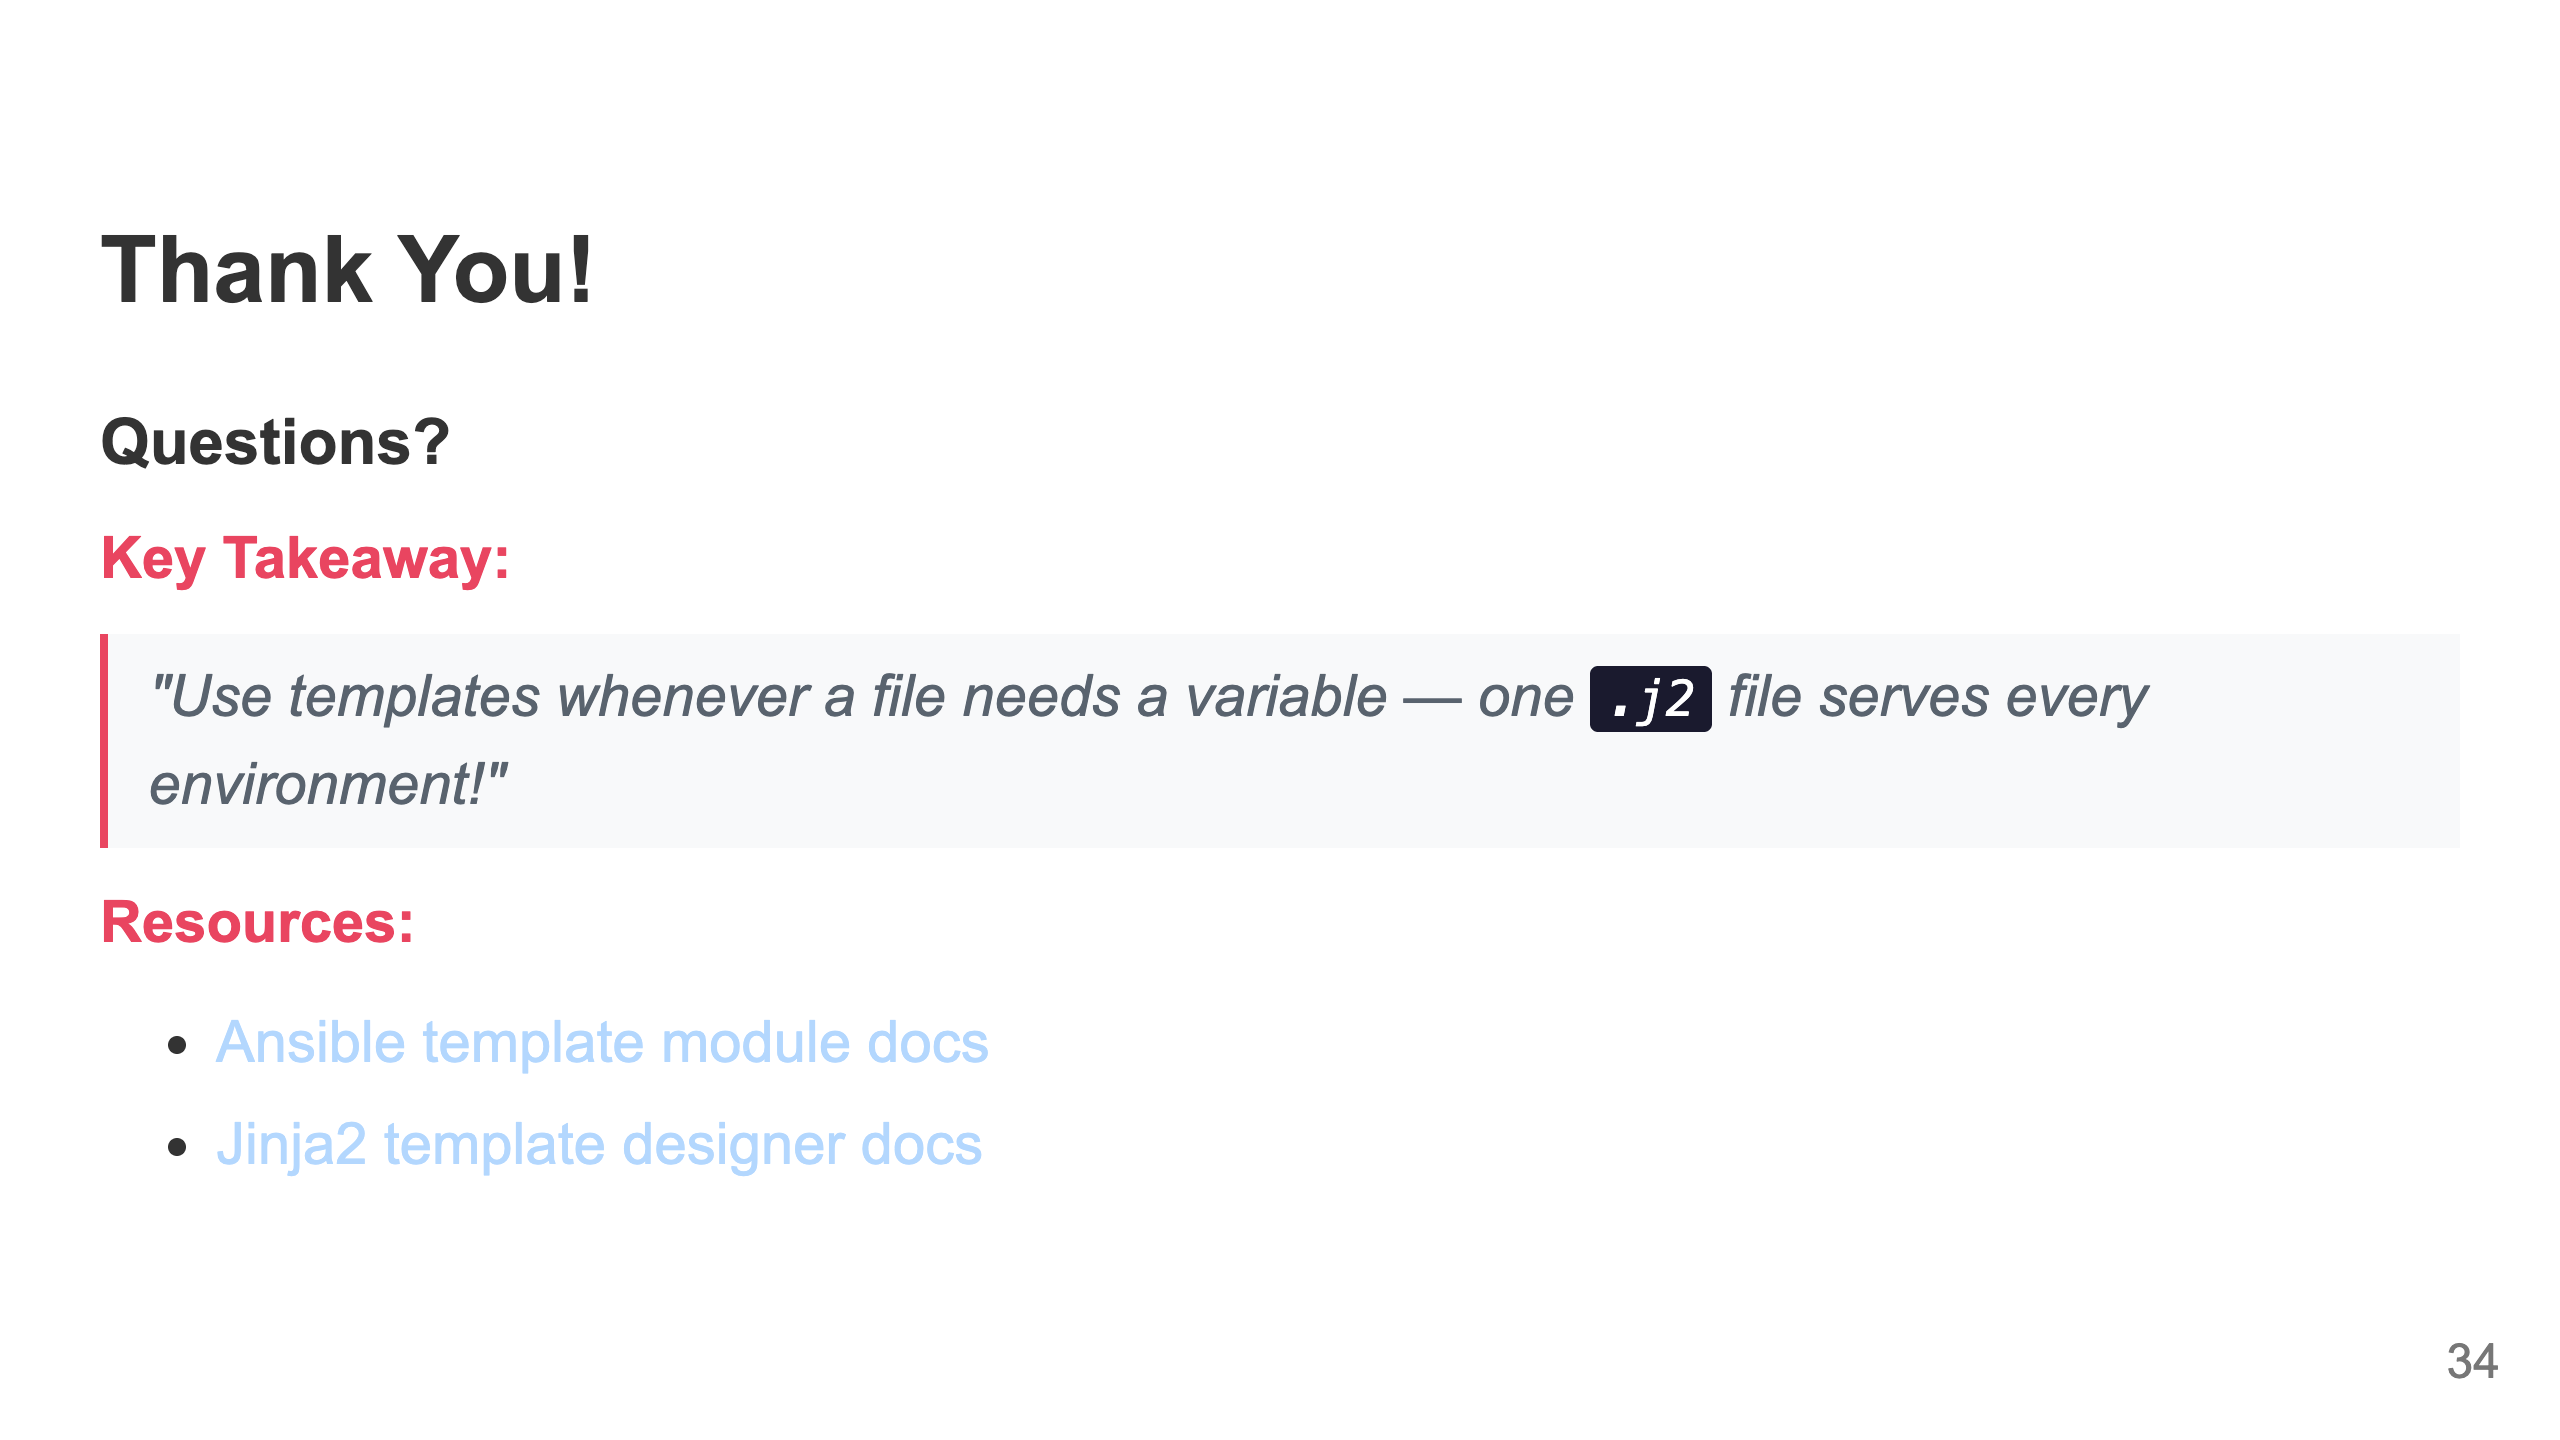 Thank You!
Questions?
Key Takeaway:
"Use templates whenever a file needs a variable — one .j2 file serves every
environment!"
Resources:
• Ansible template module docs
• Jinja2 template designer docs
34